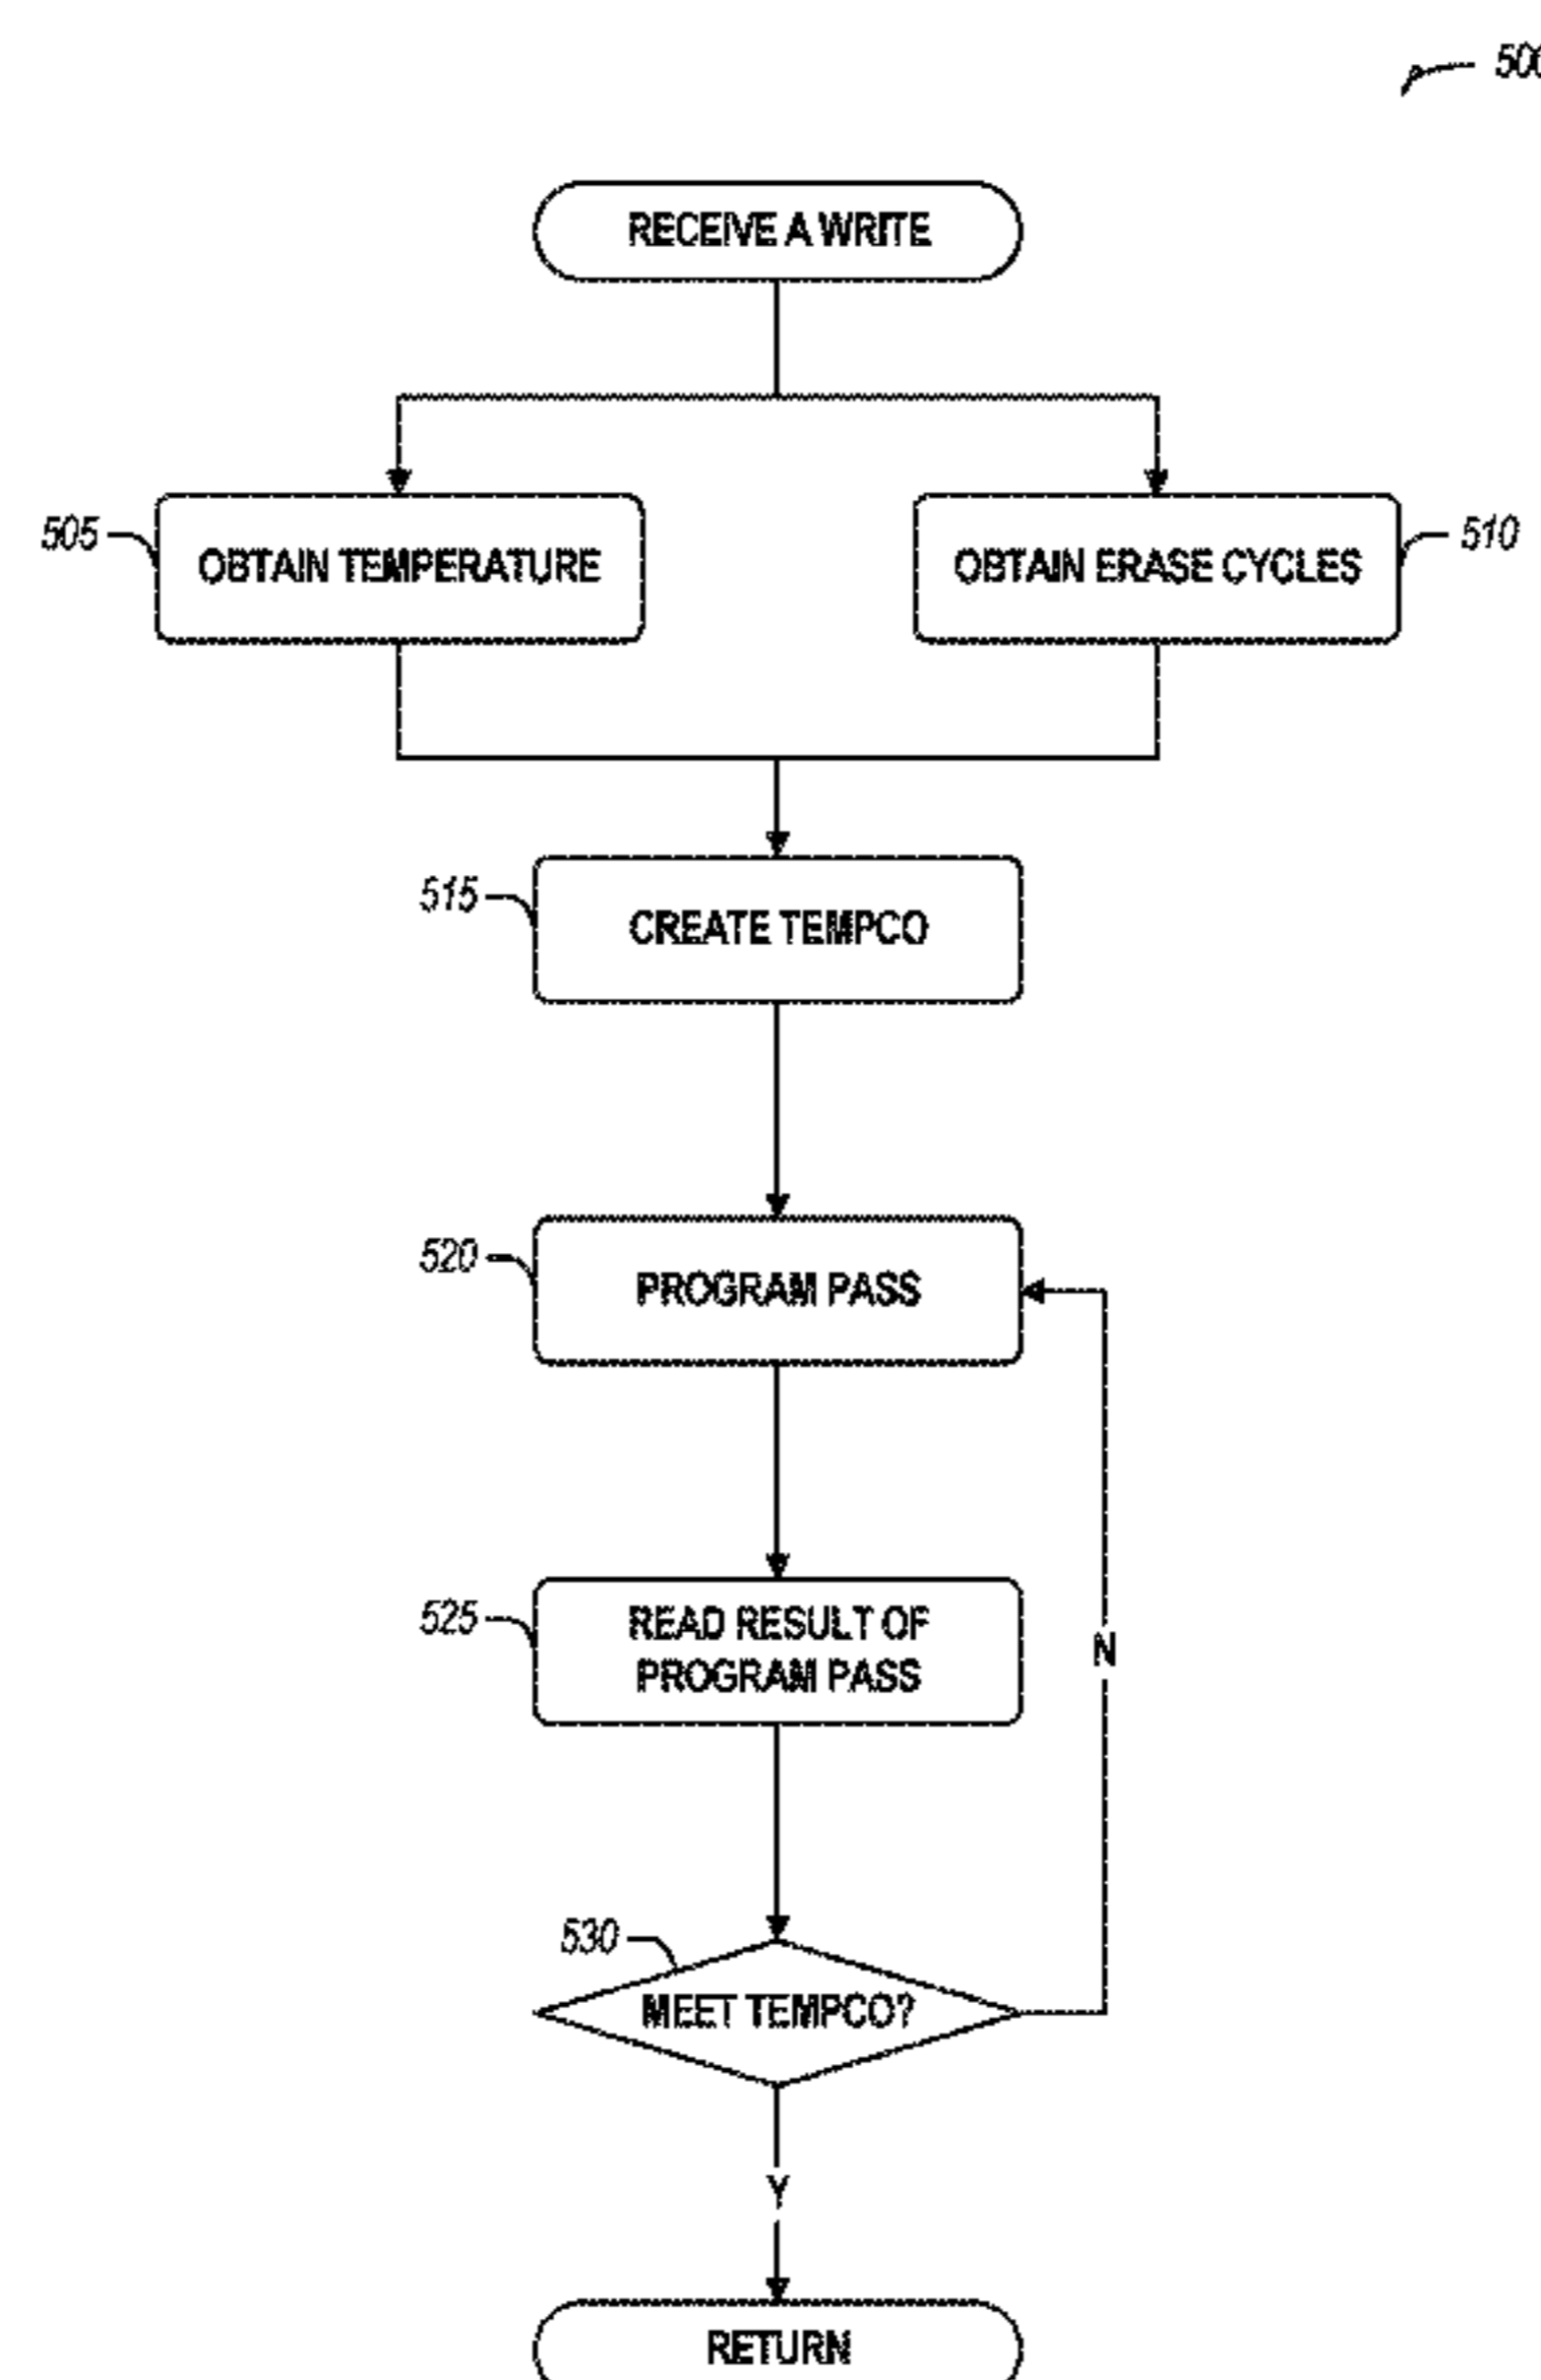 500
RECEIVE A WRITE
505
OBTAIN TEMPERATURE
OBTAIN ERASE CYCLES
510
515
CREATE TEMPCO
520
PROGRAM PASS
525
READ RESULT OF
PROGRAM PASS
N
530
MEET TEMPCO?
Y
RETURN